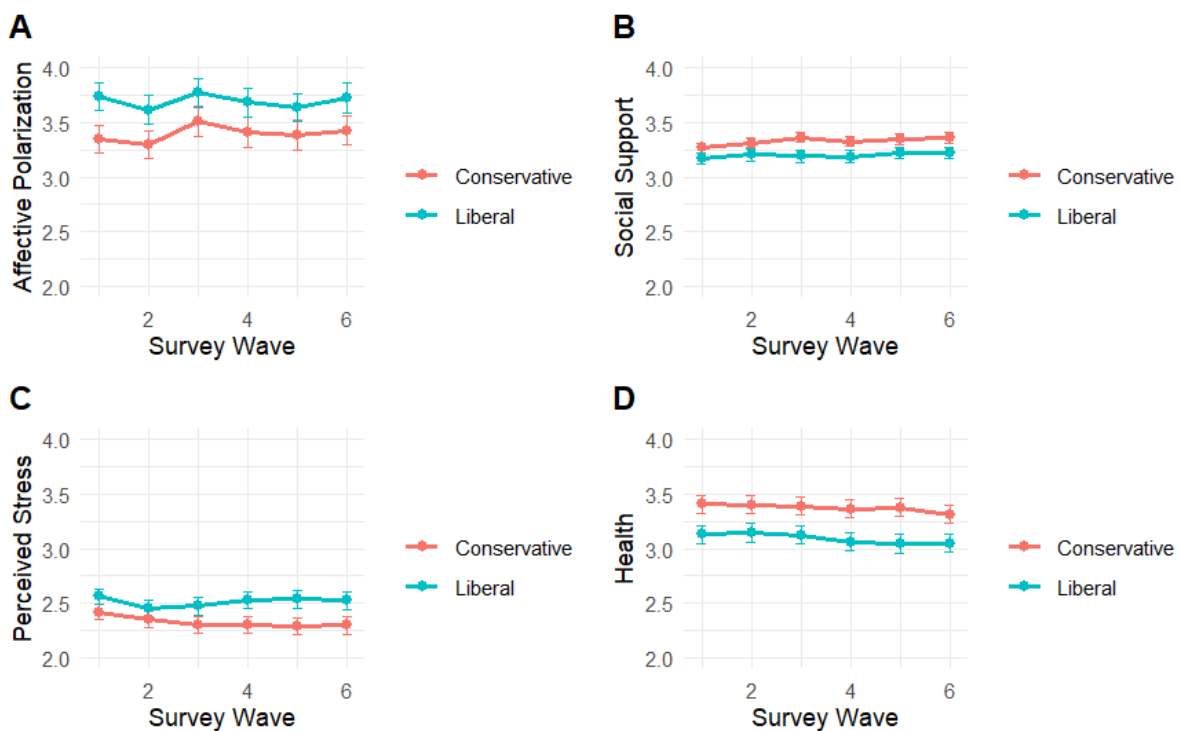 A
Affective Polarization
4.0
3.5
3.0
2.5
2.0
2 4 6
Survey Wave
Conservative
Liberal
B
Social Support
4.0
3.5
3.0
2.5
2.0
2 4 6
Survey Wave
Conservative
Liberal
C
Perceived Stress
4.0
3.5
3.0
2.5
2.0
2 4 6
Survey Wave
Conservative
Liberal
D
Health
4.0
3.5
3.0
2.5
2.0
2 4 6
Survey Wave
Conservative
Liberal